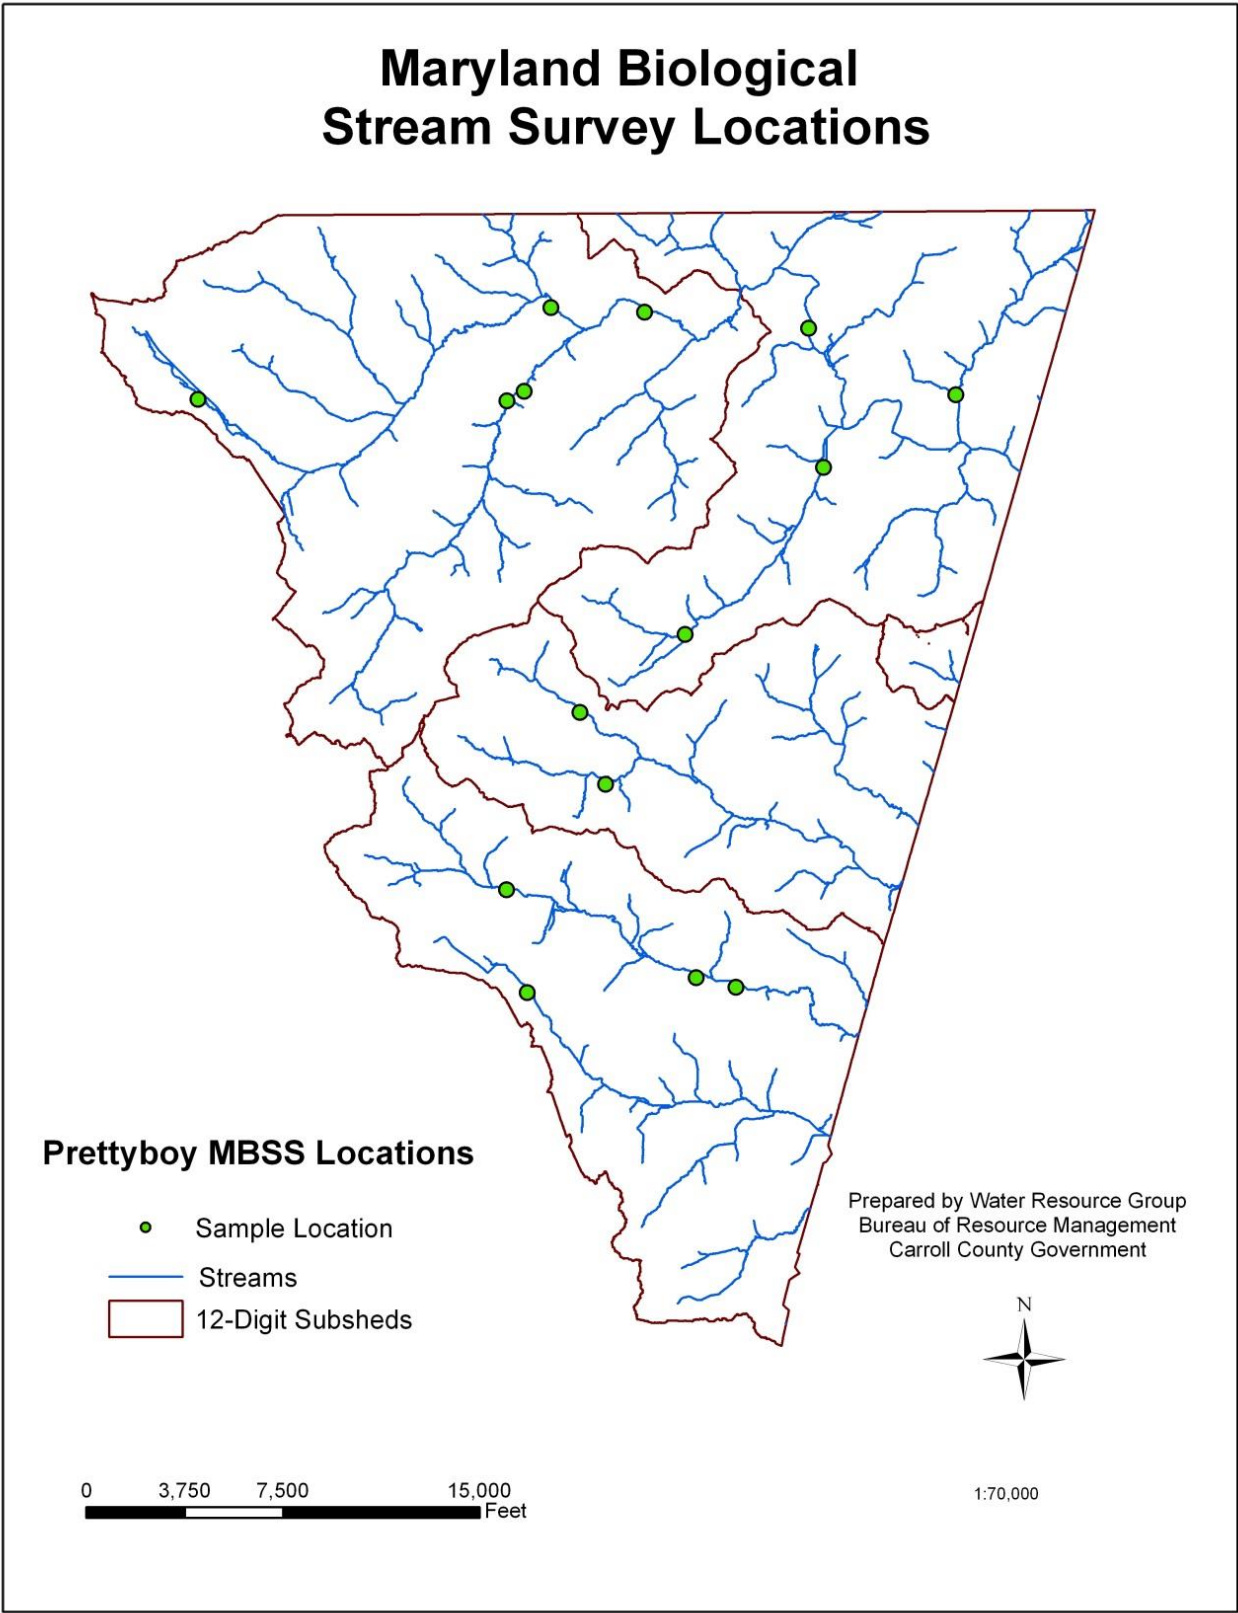 Maryland Biological
Stream Survey Locations
Prettyboy MBSS Locations
Sample Location
Streams
12-Digit Subsheds
Prepared by Water Resource Group
Bureau of Resource Management
Carroll County Government
N
0 3,750 7,500 15,000
Feet
1:70,000